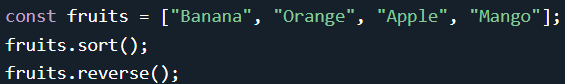 const fruits = ["Banana", "Orange", "Apple", "Mango"];
fruits.sort();
fruits.reverse();